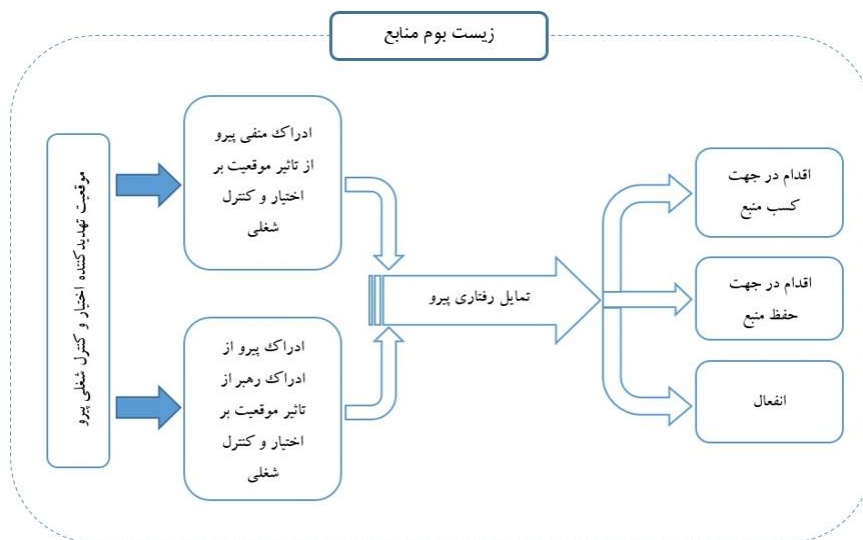 زیست بوم منابع
موقعیت تهدیدکننده اختیار و کنترل شغلی پیرو
ادراک منفی پیرو
از تاثیر موقعیت بر
اختیار و کنترل
شغلی
ادراک پیرو از
ادراک رهبر از
تاثیر موقعیت بر
اختیار و کنترل
شغلی
تمایل رفتاری پیرو
اقدام در جهت
کسب منبع
اقدام در جهت
حفظ منبع
انفعال